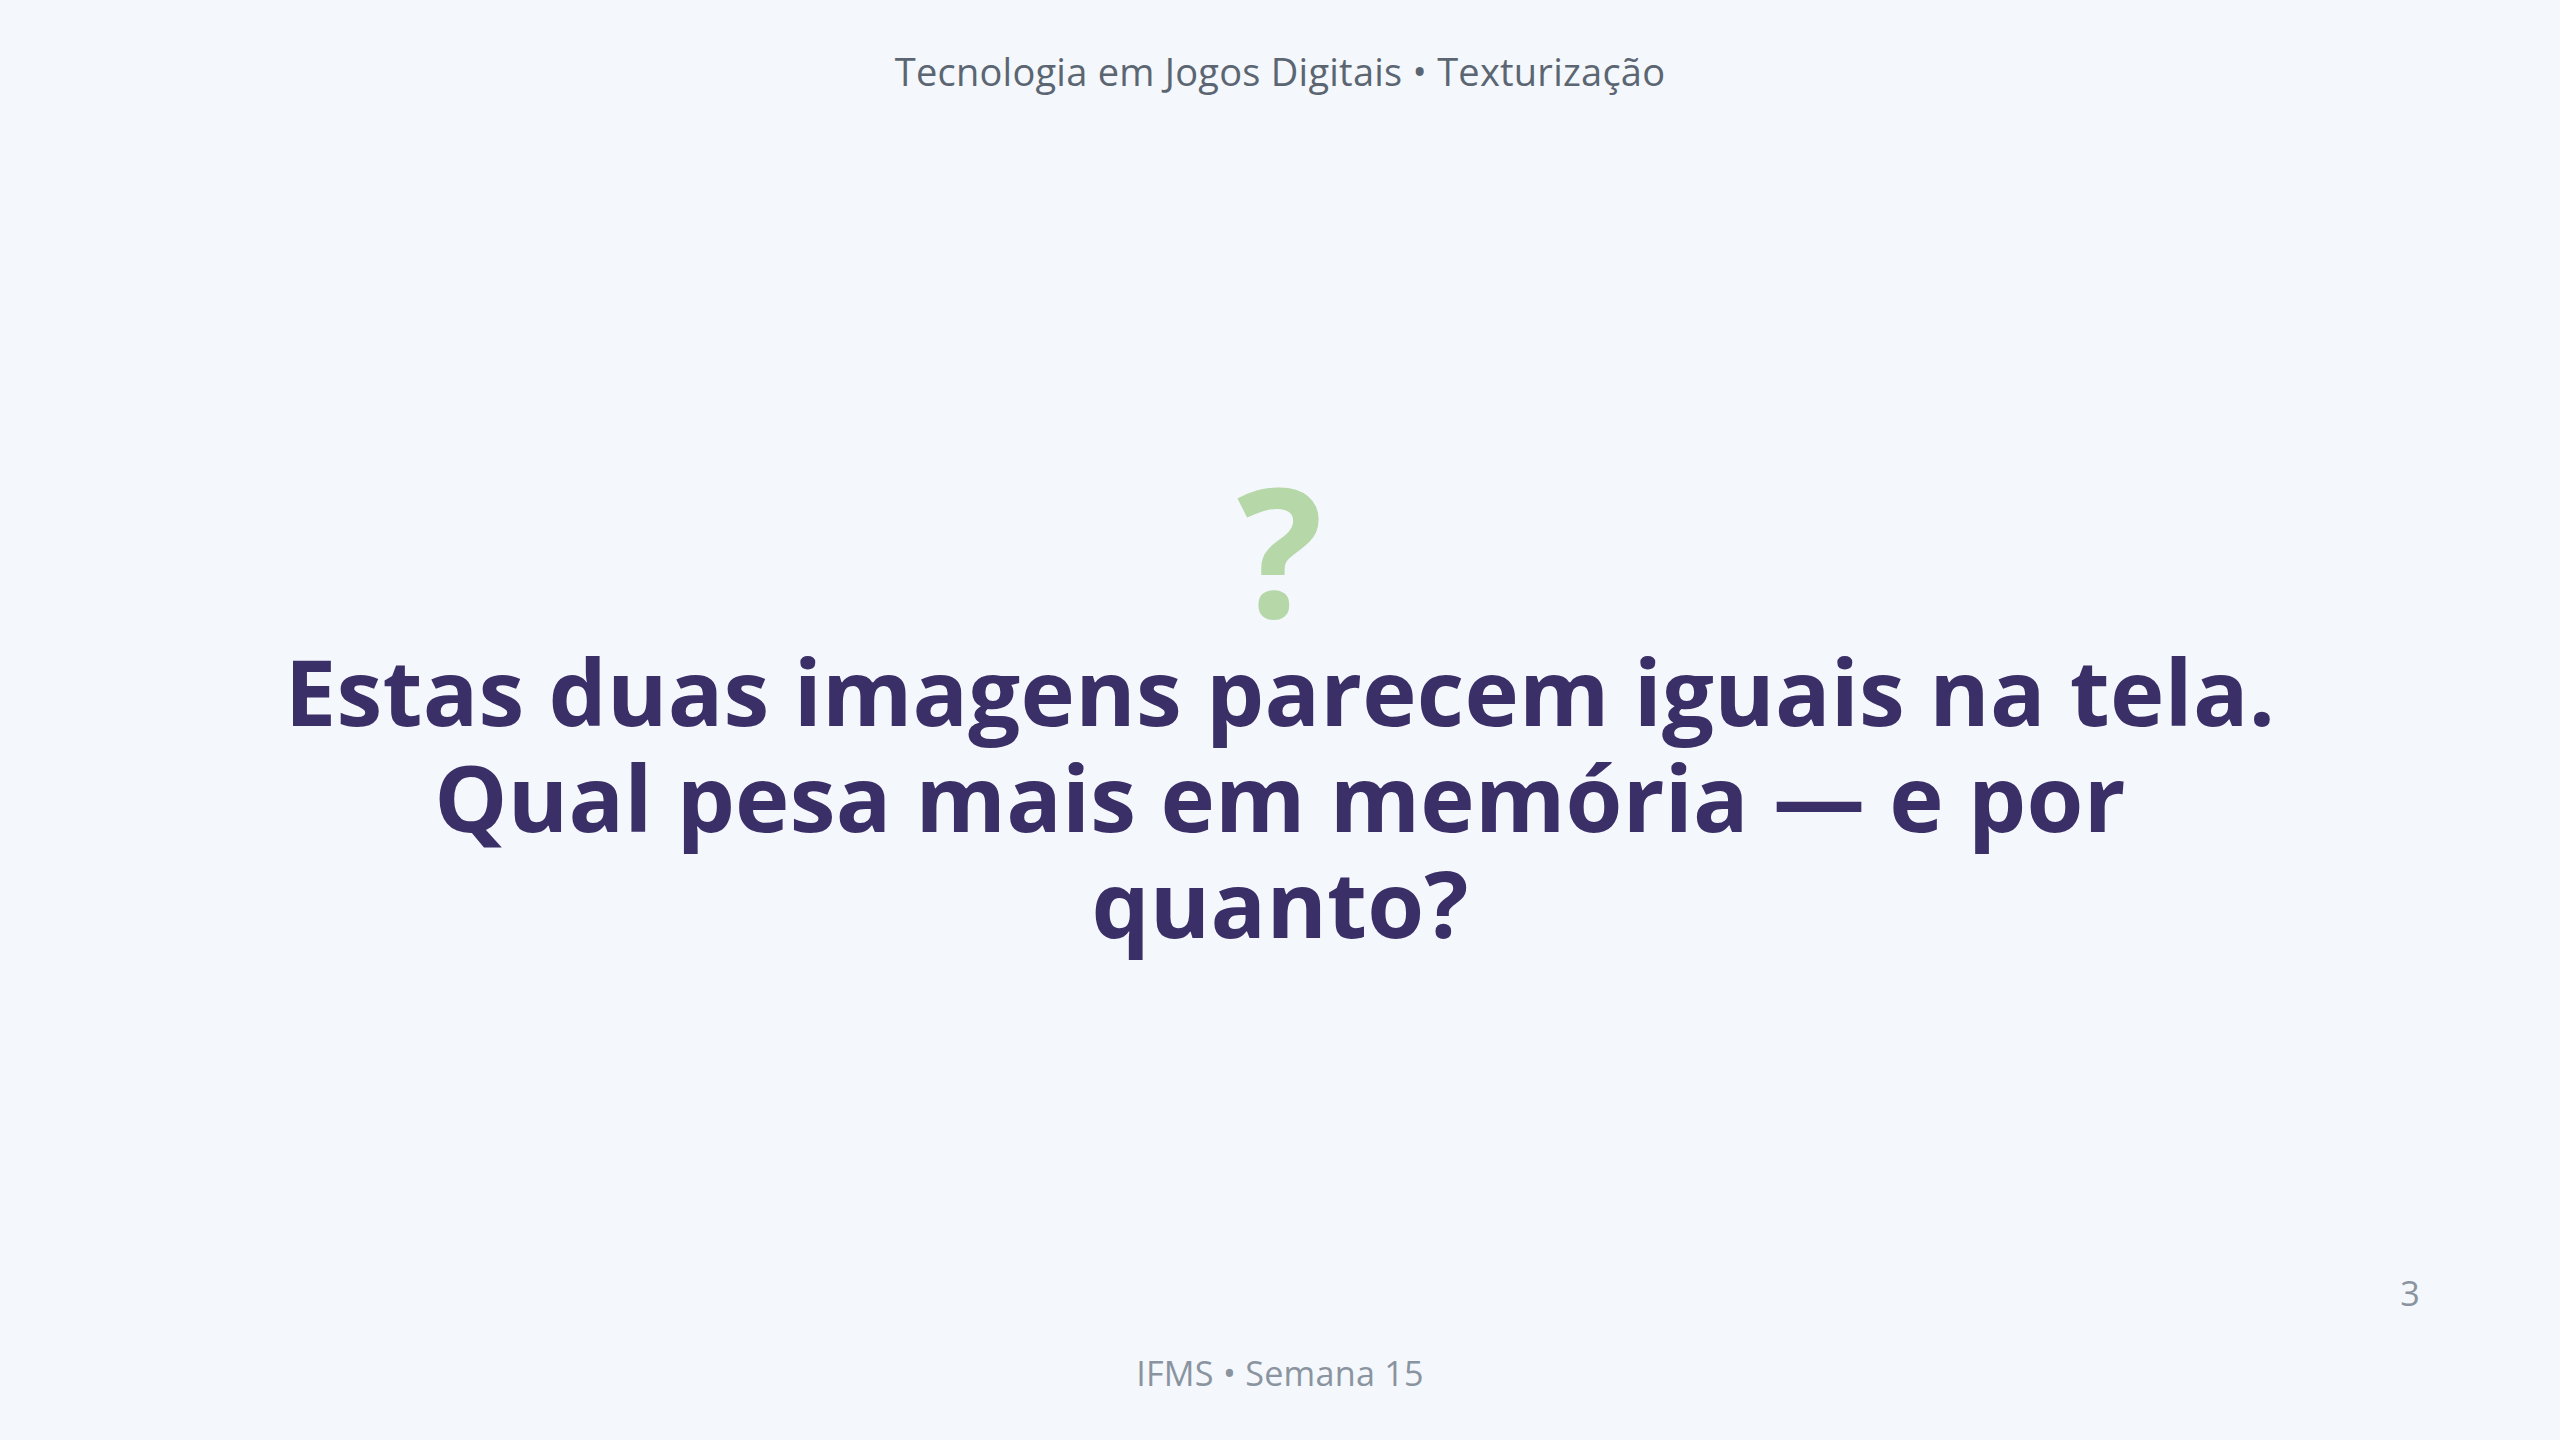 Tecnologia em Jogos Digitais • Texturização
?
Estas duas imagens parecem iguais na tela.
Qual pesa mais em memória — e por
quanto?
3
IFMS • Semana 15